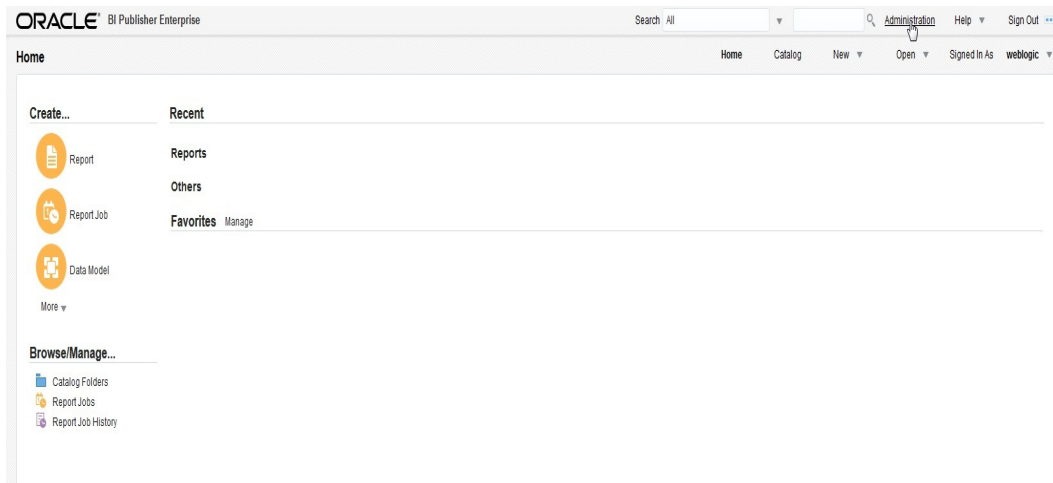 ORACLE BI Publisher Enterprise Search All Administration Help Sign Out
Home Home Catalog New Open Signed In As weblogic
Create...
Report
Report Job
Data Model
More
Browse/Manage...
Catalog Folders
Report Jobs
Report Job History
Recent
Reports
Others
Favorites Manage